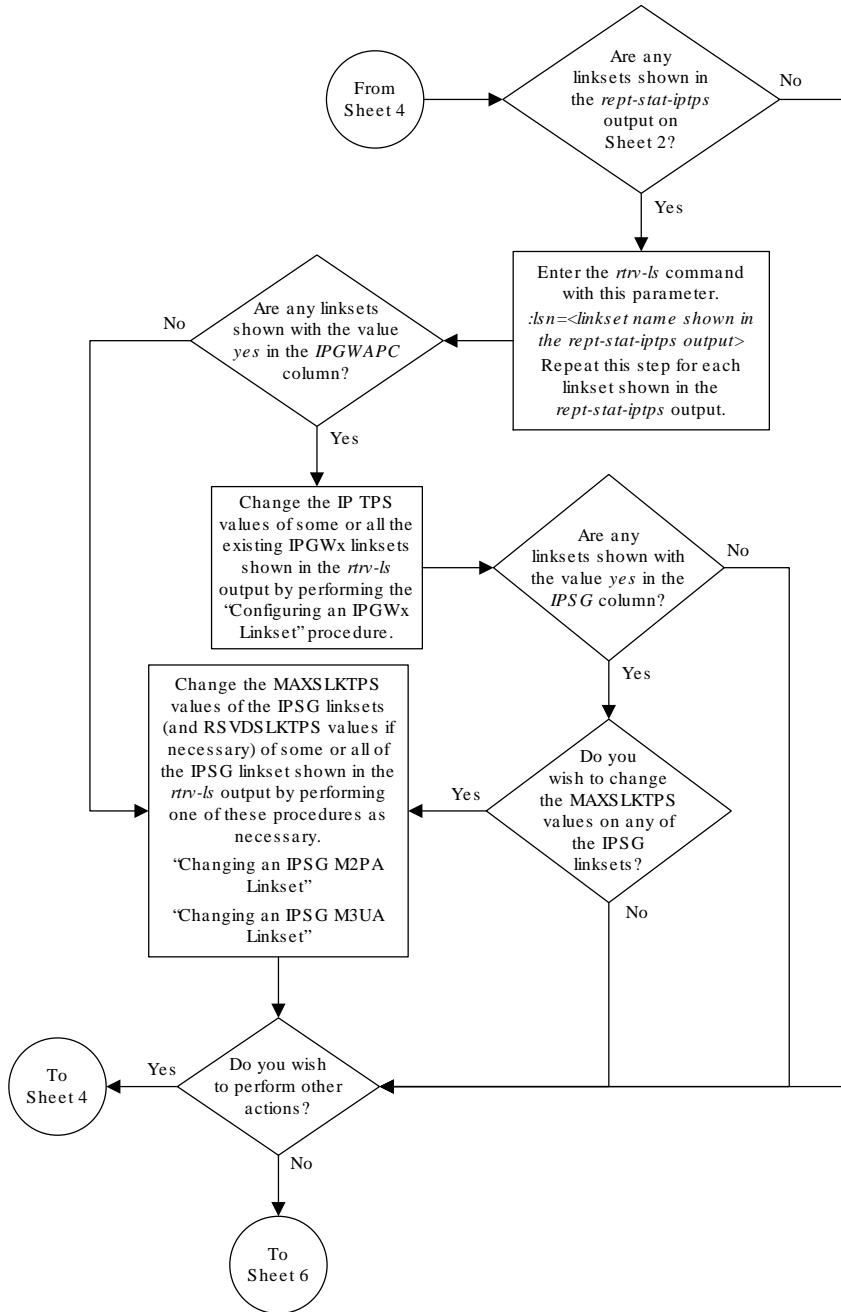 From
Sheet 4
Are any
linksets shown in
the rept-stat-iptps
output on
Sheet 2?
No
Yes
Enter the rtrv-ls command
with this parameter.
:lsn=<linkset name shown in
the rept-stat-iptps output>
Repeat this step for each
linkset shown in the
rept-stat-iptps output.
Are any linksets
shown with the value
yes in the IPGWAPC
column?
No
Yes
Change the IP TPS
values of some or all the
existing IPGWx linksets
shown in the rtrv-ls
output by performing the
“Configuring an IPGWx
Linkset” procedure.
Are any
linksets shown with
the value yes in the
IPSG column?
No
Yes
Do you
wish to change
the MAXSLKTPS
values on any of
the IPSG
linksets?
Yes
No
Change the MAXSLKTPS
values of the IPSG linksets
(and RSVDSLKTPS values if
necessary) of some or all of
the IPSG linkset shown in the
rtrv-ls output by performing
one of these procedures as
necessary.
“Changing an IPSG M2PA
Linkset”
“Changing an IPSG M3UA
Linkset”
Do you wish
to perform other
actions?
Yes
To
Sheet 4
No
To
Sheet 6